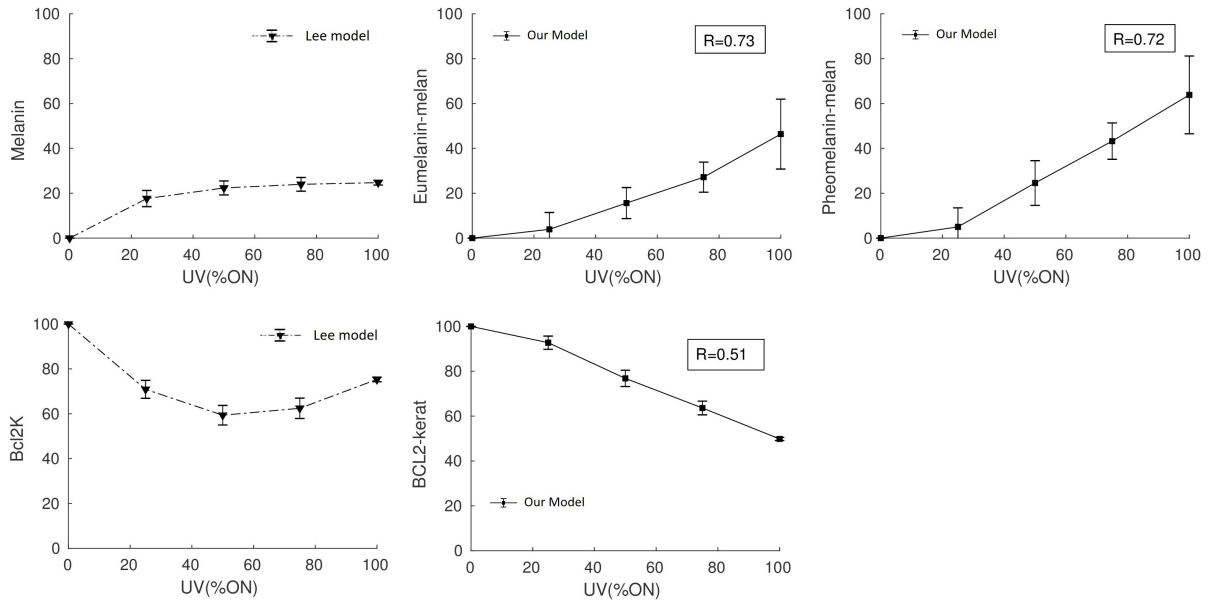 100
80
60
40
20
0
Melanin
Lee model
0 20 40 60 80 100
UV(%ON)
100
80
60
40
20
0
Eumelanin-melan
Our Model
R=0.73
0 20 40 60 80 100
UV(%ON)
100
80
60
40
20
0
Pheomelanin-melan
Our Model
R=0.72
0 20 40 60 80 100
UV(%ON)
100
80
60
40
20
0
Bcl2K
Lee model
0 20 40 60 80 100
UV(%ON)
100
80
60
40
20
0
BCL2-kerat
R=0.51
Our Model
0 20 40 60 80 100
UV(%ON)